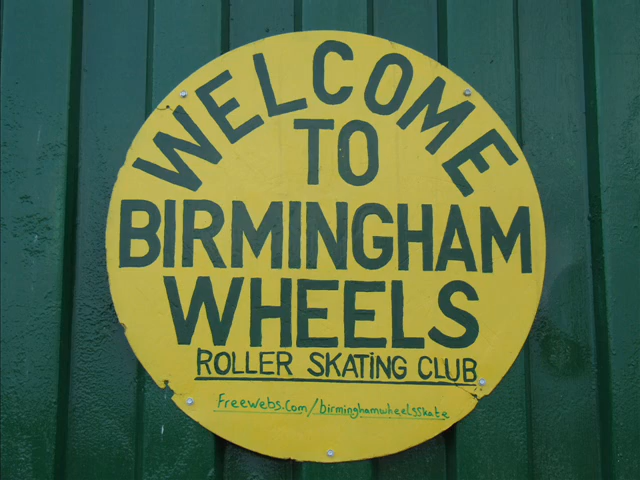 WELCOME
TO
BIRMINGHAM
WHEELS
ROLLER SKATING CLUB
Freewebs.Com/birminghamwheelsskate